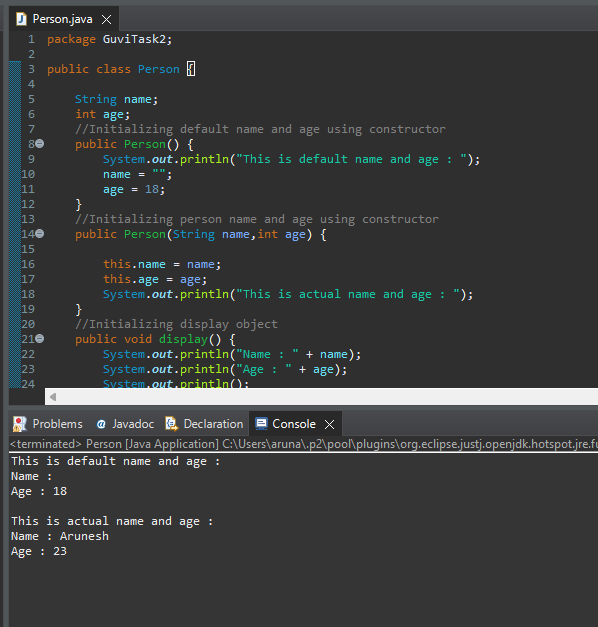 Person.java
1 package GuviTask2;
2
3 public class Person {
4
5 String name;
6 int age;
7 //Initializing default name and age using constructor
8 public Person() {
9 System.out.println("This is default name and age : ");
10 name = "";
11 age = 18;
12 }
13 //Initializing person name and age using constructor
14 public Person(String name,int age) {
15
16 this.name = name;
17 this.age = age;
18 System.out.println("This is actual name and age : ");
19 }
20 //Initializing display object
21 public void display() {
22 System.out.println("Name : " + name);
23 System.out.println("Age : " + age);
24 System.out.println();
Problems Javadoc Declaration Console
<terminated> Person [Java Application] C:\Users\aruna\.p2\pool\plugins\org.eclipse.justj.openjdk.hotspot.jre.fu
This is default name and age :
Name :
Age : 18
This is actual name and age :
Name : Arunesh
Age : 23